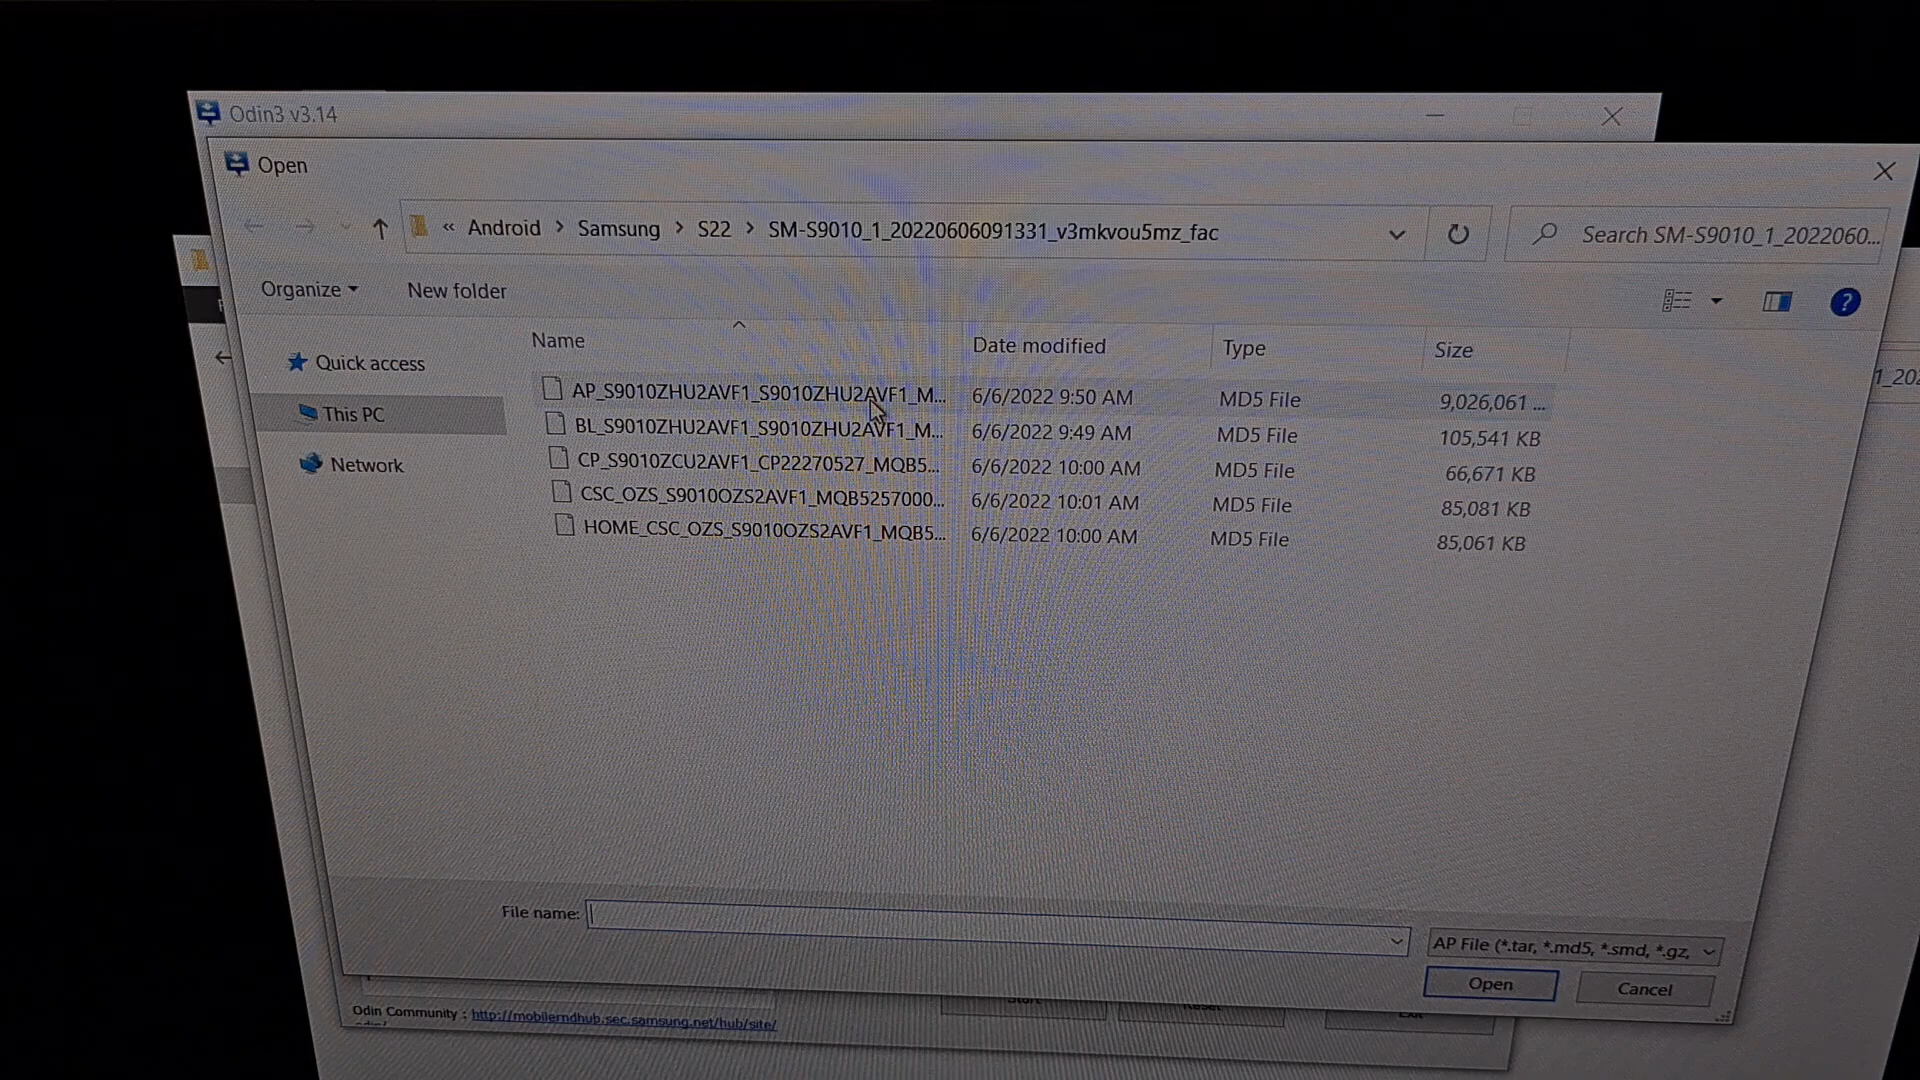 Odin3 v3.14
Open
« Android > Samsung > S22 > SM-S9010_1_20220606091331_v3mkvou5mz_fac
Search SM-S9010_1_2022060...
Organize
New folder
Name
Date modified
Type
Size
Quick access
This PC
Network
AP_S9010ZHU2AVF1_S9010ZHU2AVF1_M... 6/6/2022 9:50 AM MD5 File 9,026,061 ...
BL_S9010ZHU2AVF1_S9010ZHU2AVF1_M... 6/6/2022 9:49 AM MD5 File 105,541 KB
CP_S9010ZCU2AVF1_CP22270527_MQB5... 6/6/2022 10:00 AM MD5 File 66,671 KB
CSC_OZS_S9010OZS2AVF1_MQB5257000... 6/6/2022 10:01 AM MD5 File 85,081 KB
HOME_CSC_OZS_S9010OZS2AVF1_MQB5... 6/6/2022 10:00 AM MD5 File 85,061 KB
File name:
AP File (*.tar, *.md5, *.smd, *.gz,
Open
Cancel
Odin Community : http://mobilerndhub.sec.samsung.net/hub/site/